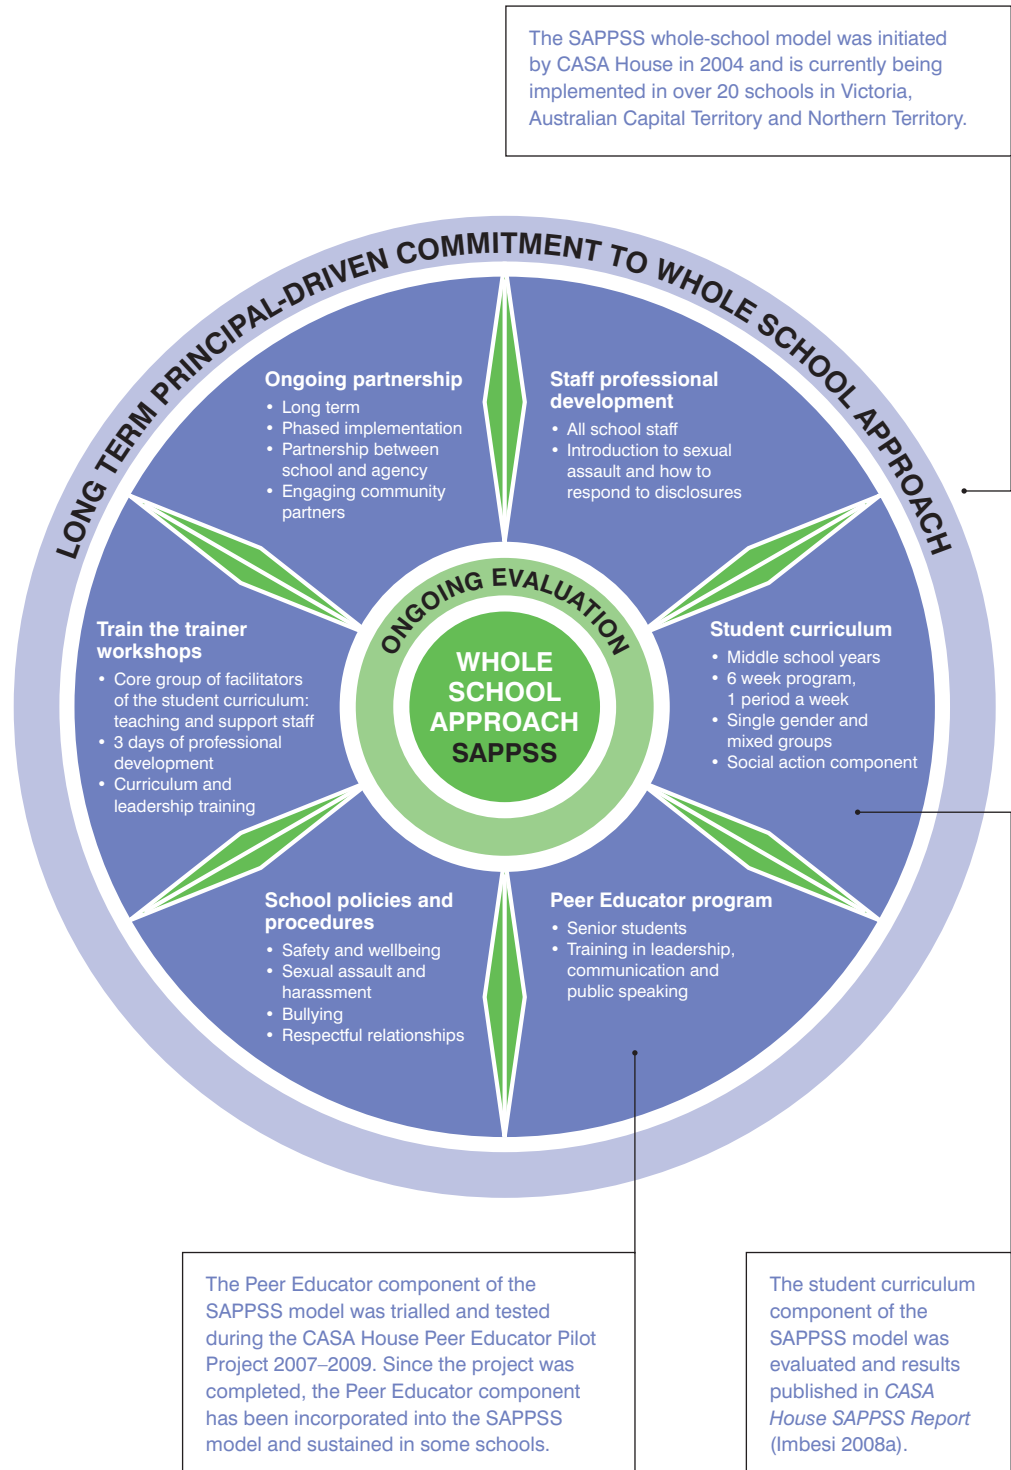 The SAPPSS whole-school model was initiated
by CASA House in 2004 and is currently being
implemented in over 20 schools in Victoria,
Australian Capital Territory and Northern Territory.
LONG TERM PRINCIPAL-DRIVEN COMMITMENT TO WHOLE SCHOOL APPROACH
Ongoing partnership
• Long term
• Phased implementation
• Partnership between
school and agency
• Engaging community
partners
Staff professional
development
• All school staff
• Introduction to sexual
assault and how to
respond to disclosures
ONGOING EVALUATION
WHOLE
SCHOOL
APPROACH
SAPPSS
Train the trainer
workshops
• Core group of facilitators
of the student curriculum:
teaching and support staff
• 3 days of professional
development
• Curriculum and
leadership training
Student curriculum
• Middle school years
• 6 week program,
1 period a week
• Single gender and
mixed groups
• Social action component
School policies and
procedures
• Safety and wellbeing
• Sexual assault and
harassment
• Bullying
• Respectful relationships
Peer Educator program
• Senior students
• Training in leadership,
communication and
public speaking
The Peer Educator component of the
SAPPSS model was trialled and tested
during the CASA House Peer Educator Pilot
Project 2007–2009. Since the project was
completed, the Peer Educator component
has been incorporated into the SAPPSS
model and sustained in some schools.
The student curriculum
component of the
SAPPSS model was
evaluated and results
published in CASA
House SAPPSS Report
(Imbesi 2008a).